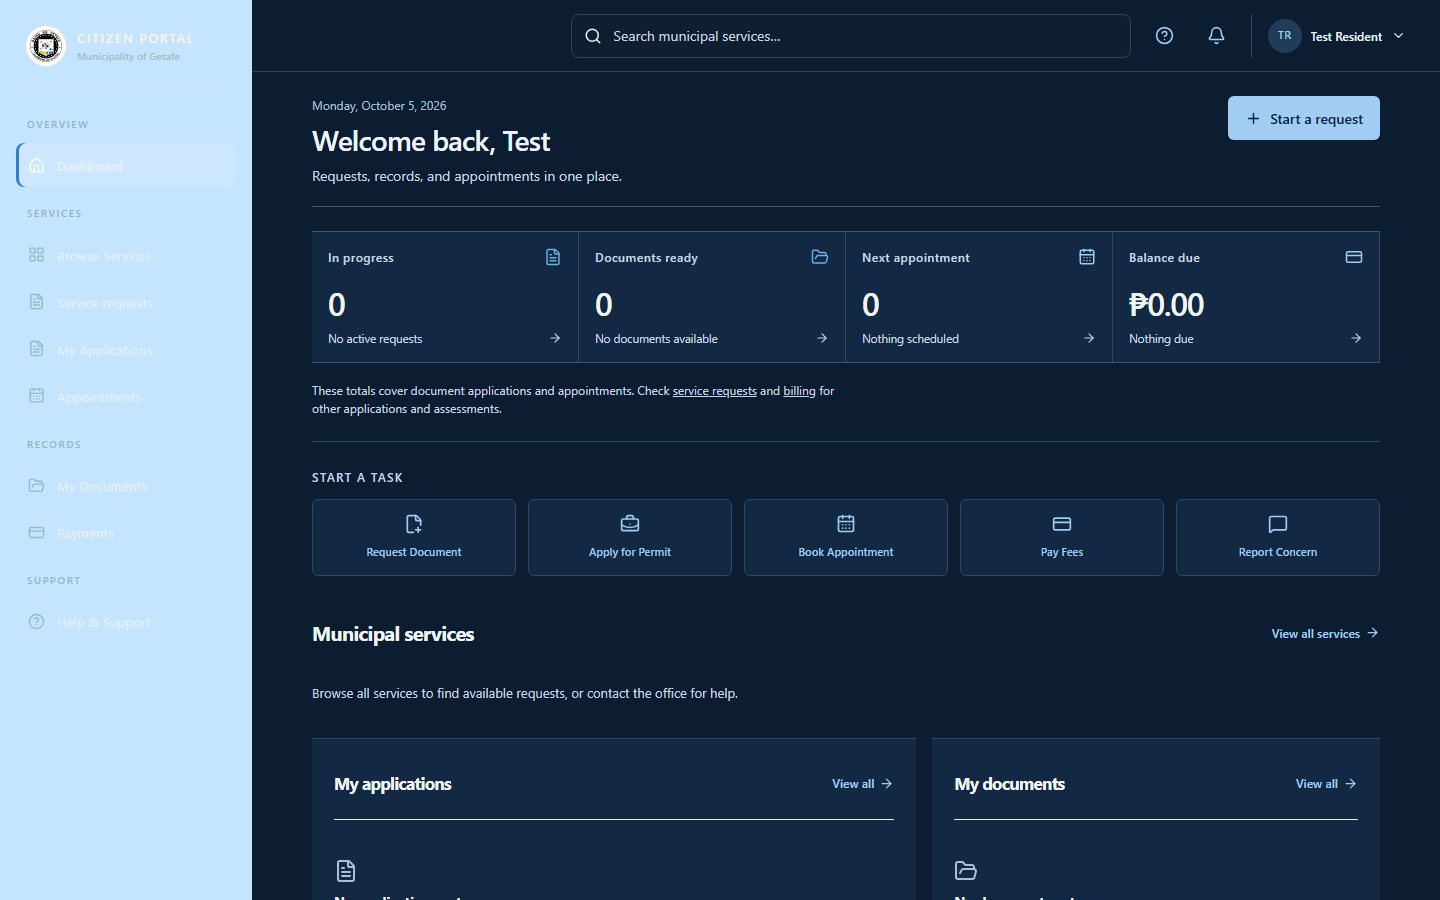 CITIZEN PORTAL
Municipality of Getafe
OVERVIEW
Dashboard
SERVICES
Browse Services
Service requests
My Applications
Appointments
RECORDS
My Documents
Payments
SUPPORT
Help & Support
Search municipal services...
TR
Test Resident
Monday, October 5, 2026
Welcome back, Test
Requests, records, and appointments in one place.
Start a request
In progress
0
No active requests
Documents ready
0
No documents available
Next appointment
0
Nothing scheduled
Balance due
₱0.00
Nothing due
These totals cover document applications and appointments. Check service requests and billing for
other applications and assessments.
START A TASK
Request Document
Apply for Permit
Book Appointment
Pay Fees
Report Concern
Municipal services
View all services
Browse all services to find available requests, or contact the office for help.
My applications
View all
My documents
View all